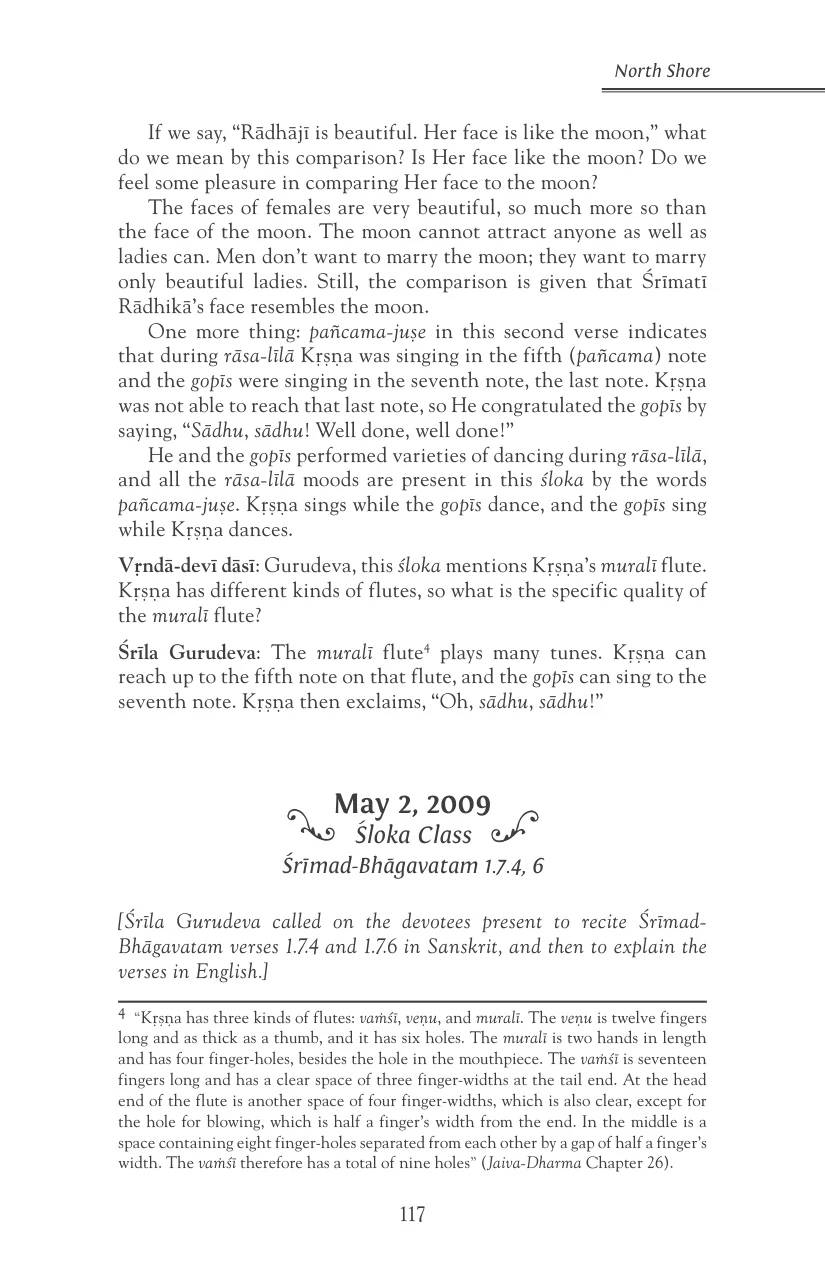 North Shore
If we say, “Rādhājī is beautiful. Her face is like the moon,” what
do we mean by this comparison? Is Her face like the moon? Do we
feel some pleasure in comparing Her face to the moon?
The faces of females are very beautiful, so much more so than
the face of the moon. The moon cannot attract anyone as well as
ladies can. Men don’t want to marry the moon; they want to marry
only beautiful ladies. Still, the comparison is given that Śrīmatī
Rādhikā’s face resembles the moon.
One more thing: pañcama-juṣe in this second verse indicates
that during rāsa-līlā Kṛṣṇa was singing in the fifth (pañcama) note
and the gopīs were singing in the seventh note, the last note. Kṛṣṇa
was not able to reach that last note, so He congratulated the gopīs by
saying, “Sādhu, sādhu! Well done, well done!”
He and the gopīs performed varieties of dancing during rāsa-līlā,
and all the rāsa-līlā moods are present in this śloka by the words
pañcama-juṣe. Kṛṣṇa sings while the gopīs dance, and the gopīs sing
while Kṛṣṇa dances.
Vṛndā-devī dāsī: Gurudeva, this śloka mentions Kṛṣṇa’s muralī flute.
Kṛṣṇa has different kinds of flutes, so what is the specific quality of
the muralī flute?
Śrīla Gurudeva: The muralī flute4 plays many tunes. Kṛṣṇa can
reach up to the fifth note on that flute, and the gopīs can sing to the
seventh note. Kṛṣṇa then exclaims, “Oh, sādhu, sādhu!”
May 2, 2009
Śloka Class
Śrīmad-Bhāgavatam 1.7.4, 6
[Śrīla Gurudeva called on the devotees present to recite Śrīmad-
Bhāgavatam verses 1.7.4 and 1.7.6 in Sanskrit, and then to explain the
verses in English.]
4 “Kṛṣṇa has three kinds of flutes: vaṁśī, veṇu, and muralī. The veṇu is twelve fingers
long and as thick as a thumb, and it has six holes. The muralī is two hands in length
and has four finger-holes, besides the hole in the mouthpiece. The vaṁśī is seventeen
fingers long and has a clear space of three finger-widths at the tail end. At the head
end of the flute is another space of four finger-widths, which is also clear, except for
the hole for blowing, which is half a finger’s width from the end. In the middle is a
space containing eight finger-holes separated from each other by a gap of half a finger’s
width. The vaṁśī therefore has a total of nine holes” (Jaiva-Dharma Chapter 26).
117